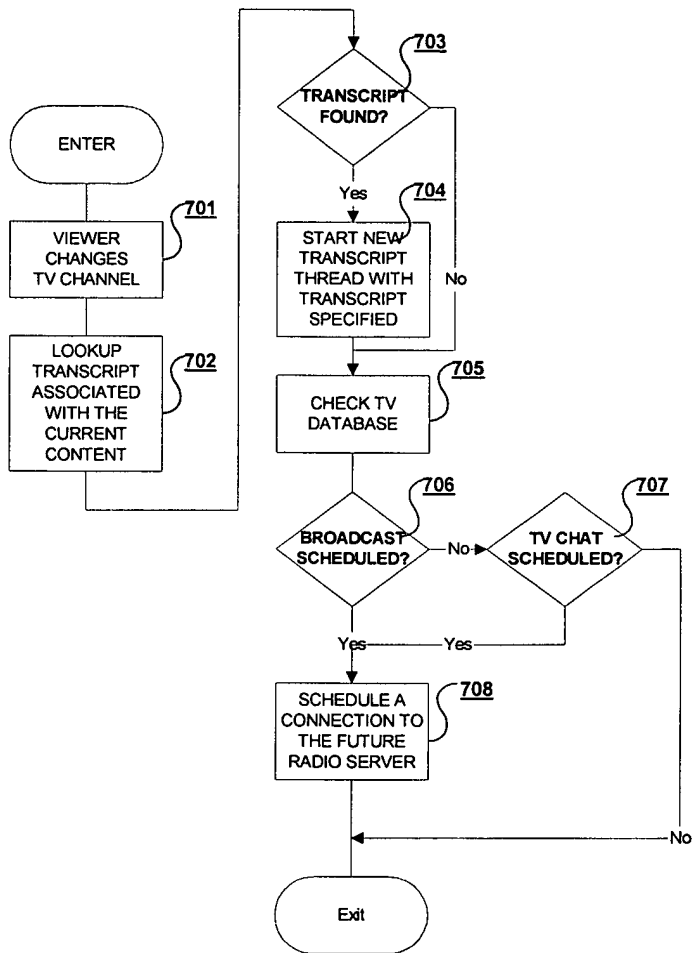 ENTER
701
VIEWER
CHANGES
TV CHANNEL
702
LOOKUP
TRANSCRIPT
ASSOCIATED
WITH THE
CURRENT
CONTENT
703
TRANSCRIPT
FOUND?
Yes
No
704
START NEW
TRANSCRIPT
THREAD WITH
TRANSCRIPT
SPECIFIED
705
CHECK TV
DATABASE
706
BROADCAST
SCHEDULED?
No
707
TV CHAT
SCHEDULED?
Yes
Yes
No
708
SCHEDULE A
CONNECTION TO
THE FUTURE
RADIO SERVER
Exit